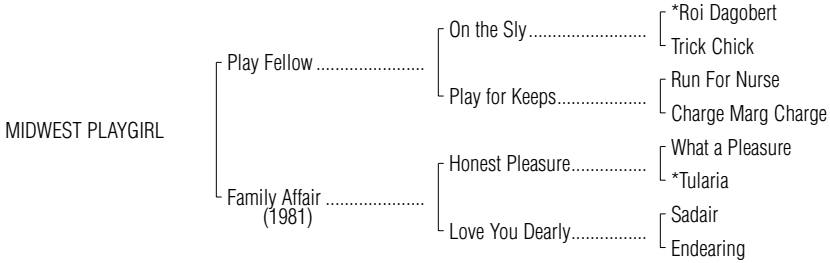 *Roi Dagobert
On the Sly
Trick Chick
Play Fellow
Run For Nurse
Play for Keeps
Charge Marg Charge
MIDWEST PLAYGIRL
What a Pleasure
Honest Pleasure
*Tularia
Family Affair
(1981)
Sadair
Love You Dearly
Endearing